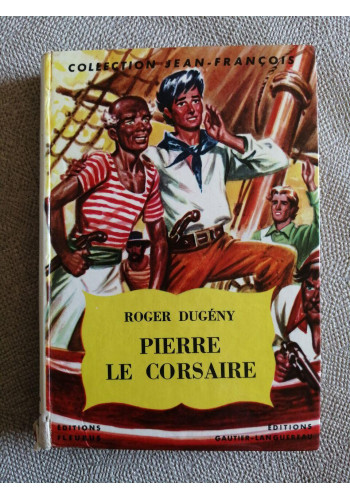 COLLECTION JEAN-FRANÇOIS
ROGER DUGÉNY
PIERRE
LE CORSAIRE
EDITIONS
FLEURUS
EDITIONS
GAUTIER-LANGUEREAU